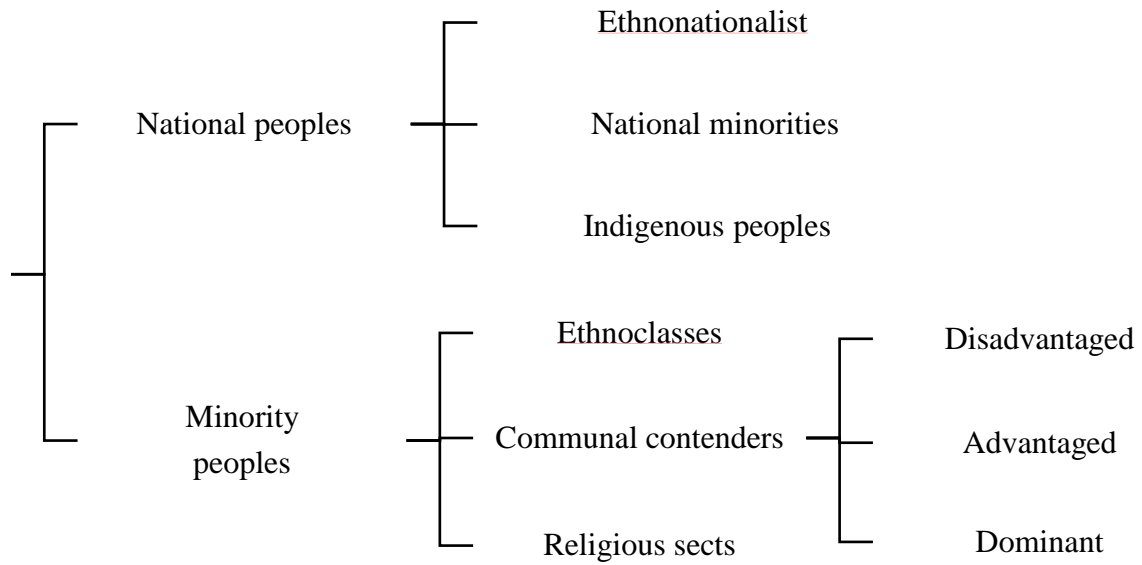 Ethnonationalist
National peoples
National minorities
Indigenous peoples
Ethnoclasses
Disadvantaged
Minority
peoples
Communal contenders
Advantaged
Religious sects
Dominant